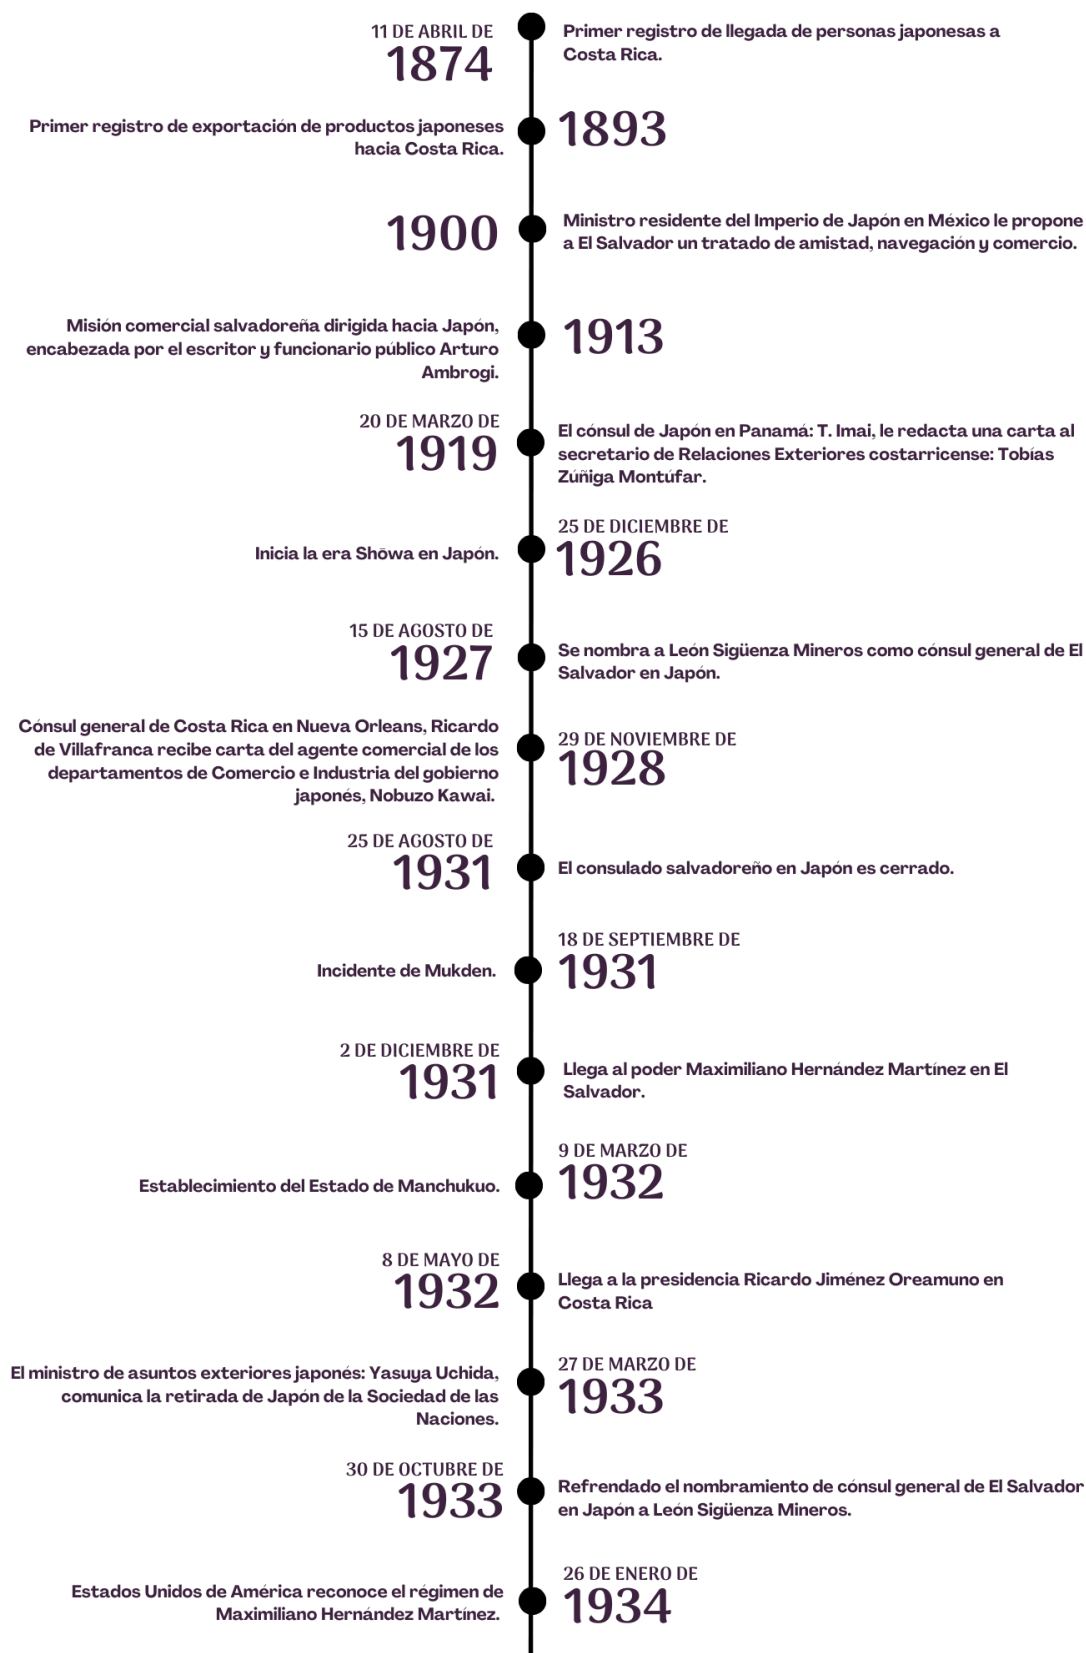 11 DE ABRIL DE
1874
Primer registro de llegada de personas japonesas a
Costa Rica.
1893
Primer registro de exportación de productos japoneses
hacia Costa Rica.
1900
Ministro residente del Imperio de Japón en México le propone
a El Salvador un tratado de amistad, navegación y comercio.
1913
Misión comercial salvadoreña dirigida hacia Japón,
encabezada por el escritor y funcionario público Arturo
Ambrogi.
20 DE MARZO DE
1919
El cónsul de Japón en Panamá: T. Imai, le redacta una carta al
secretario de Relaciones Exteriores costarricense: Tobías
Zúñiga Montúfar.
25 DE DICIEMBRE DE
1926
Inicia la era Shōwa en Japón.
15 DE AGOSTO DE
1927
Se nombra a León Sigüenza Mineros como cónsul general de El
Salvador en Japón.
29 DE NOVIEMBRE DE
1928
Cónsul general de Costa Rica en Nueva Orleans, Ricardo
de Villafranca recibe carta del agente comercial de los
departamentos de Comercio e Industria del gobierno
japonés, Nobuzo Kawai.
25 DE AGOSTO DE
1931
El consulado salvadoreño en Japón es cerrado.
18 DE SEPTIEMBRE DE
1931
Incidente de Mukden.
2 DE DICIEMBRE DE
1931
Llega al poder Maximiliano Hernández Martínez en El
Salvador.
9 DE MARZO DE
1932
Establecimiento del Estado de Manchukuo.
8 DE MAYO DE
1932
Llega a la presidencia Ricardo Jiménez Oreamuno en
Costa Rica
27 DE MARZO DE
1933
El ministro de asuntos exteriores japonés: Yasuya Uchida,
comunica la retirada de Japón de la Sociedad de las
Naciones.
30 DE OCTUBRE DE
1933
Refrendado el nombramiento de cónsul general de El Salvador
en Japón a León Sigüenza Mineros.
26 DE ENERO DE
1934
Estados Unidos de América reconoce el régimen de
Maximiliano Hernández Martínez.